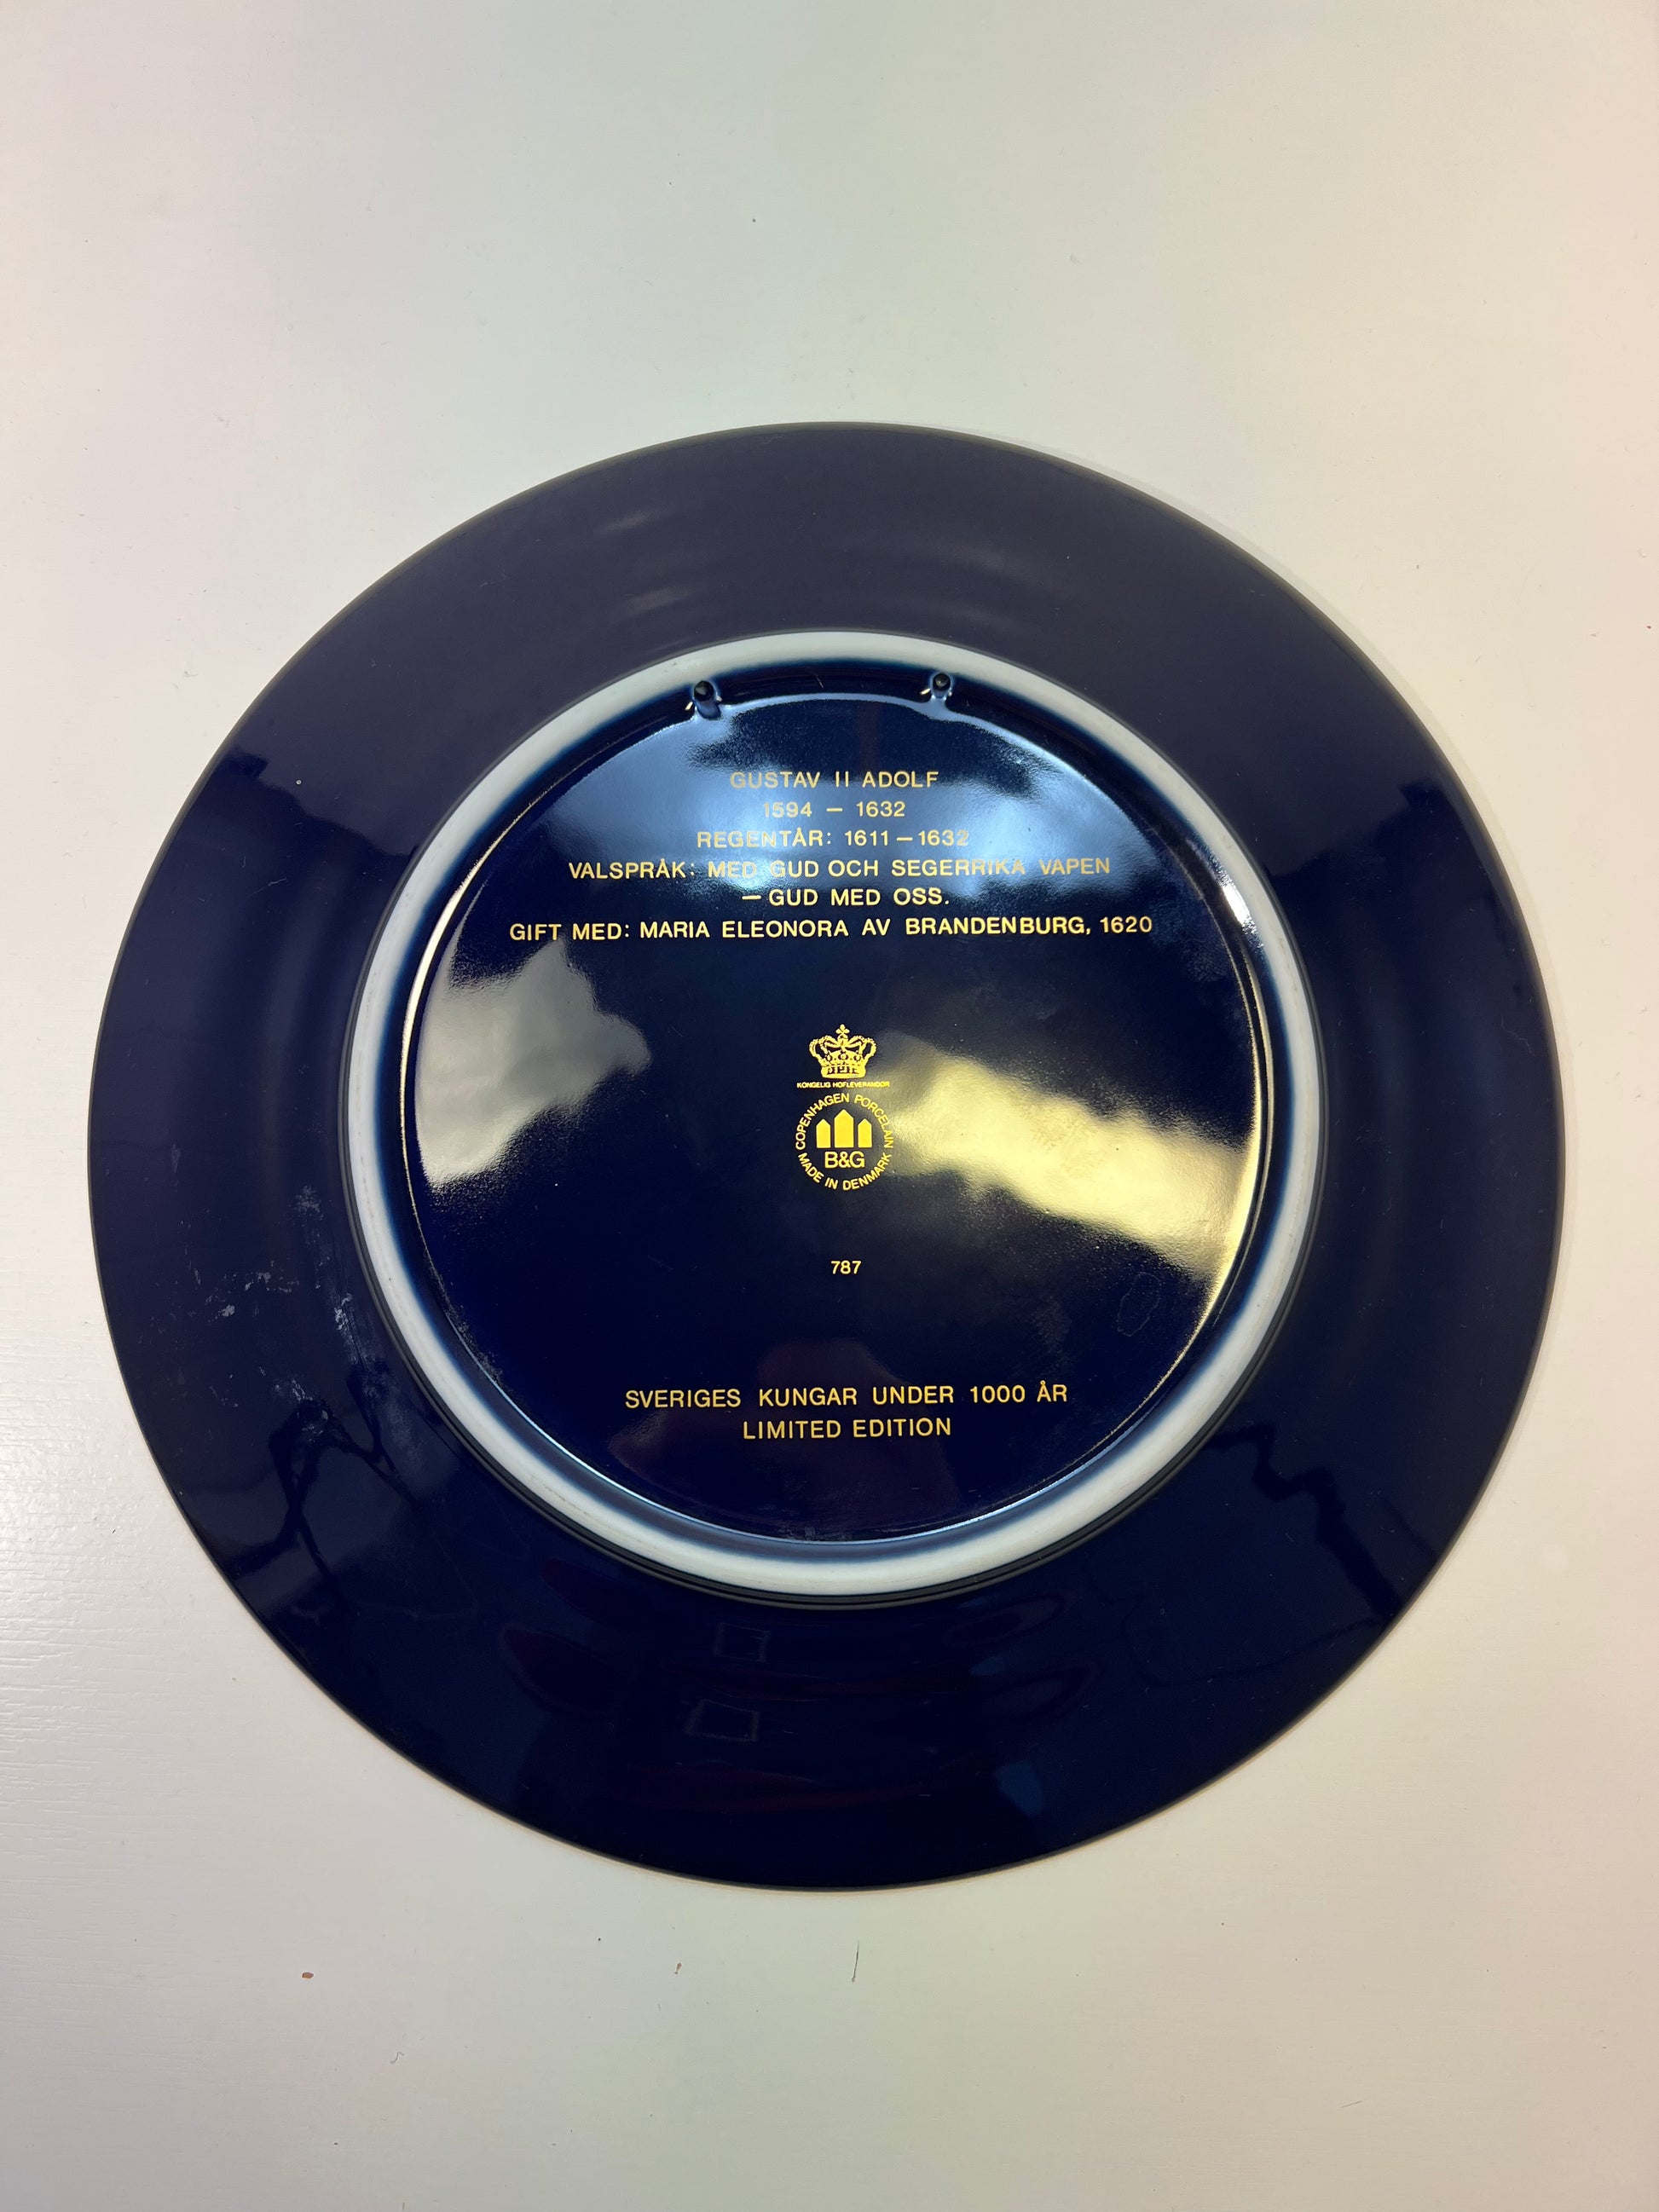 GUSTAV II ADOLF
1594 – 1632
REGENTÅR: 1611 – 1632
VALSPRÅK: MED GUD OCH SEGERRIKA VAPEN
– GUD MED OSS.
GIFT MED: MARIA ELEONORA AV BRANDENBURG, 1620
KONGELIG HOFLEVERANDØR
COPENHAGEN PORCELAIN
B&G
MADE IN DENMARK
787
SVERIGES KUNGAR UNDER 1000 ÅR
LIMITED EDITION